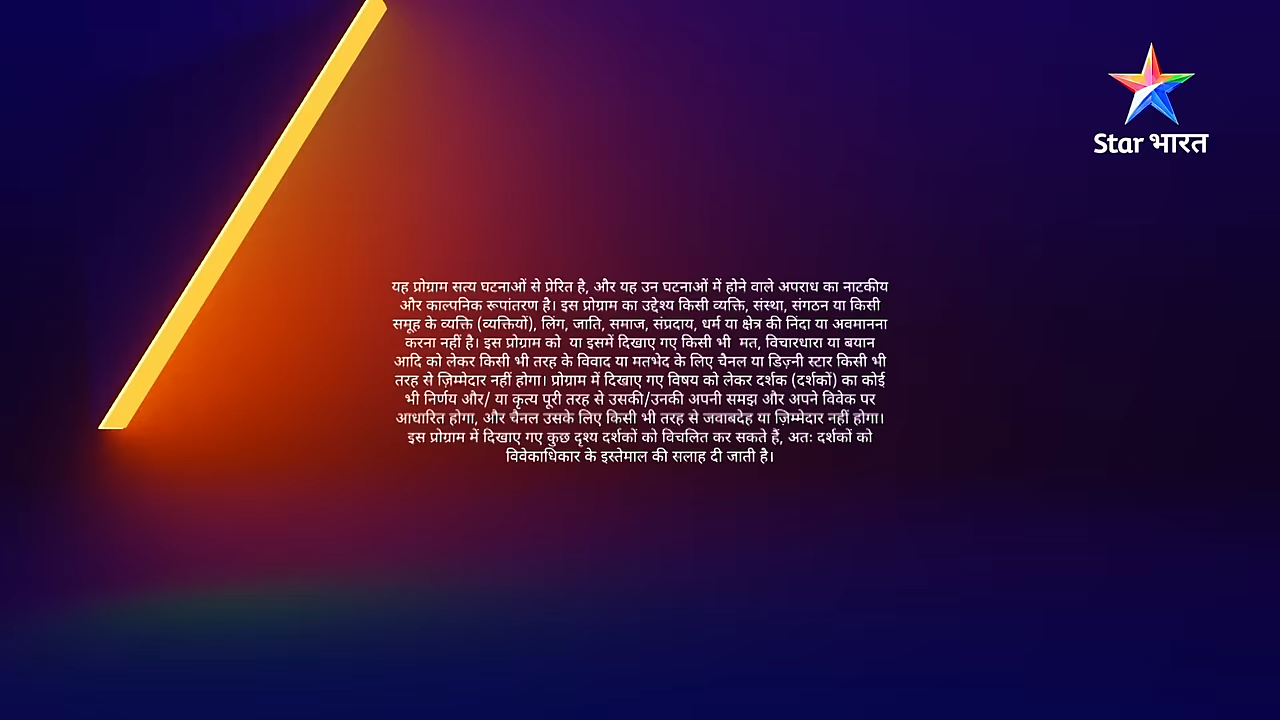 Star भारत
यह प्रोग्राम सत्य घटनाओं से प्रेरित है, और यह उन घटनाओं में होने वाले अपराध का नाटकीय
और काल्पनिक रूपांतरण है। इस प्रोग्राम का उद्देश्य किसी व्यक्ति, संस्था, संगठन या किसी
समूह के व्यक्ति (व्यक्तियों), लिंग, जाति, समाज, संप्रदाय, धर्म या क्षेत्र की निंदा या अवमानना
करना नहीं है। इस प्रोग्राम को  या इसमें दिखाए गए किसी भी  मत, विचारधारा या बयान
आदि को लेकर किसी भी तरह के विवाद या मतभेद के लिए चैनल या डिज़्नी स्टार किसी भी
तरह से ज़िम्मेदार नहीं होगा। प्रोग्राम में दिखाए गए विषय को लेकर दर्शक (दर्शकों) का कोई
भी निर्णय और/ या कृत्य पूरी तरह से उसकी/उनकी अपनी समझ और अपने विवेक पर
आधारित होगा, और चैनल उसके लिए किसी भी तरह से जवाबदेह या ज़िम्मेदार नहीं होगा।
इस प्रोग्राम में दिखाए गए कुछ दृश्य दर्शकों को विचलित कर सकते हैं, अतः दर्शकों को
विवेकाधिकार के इस्तेमाल की सलाह दी जाती है।